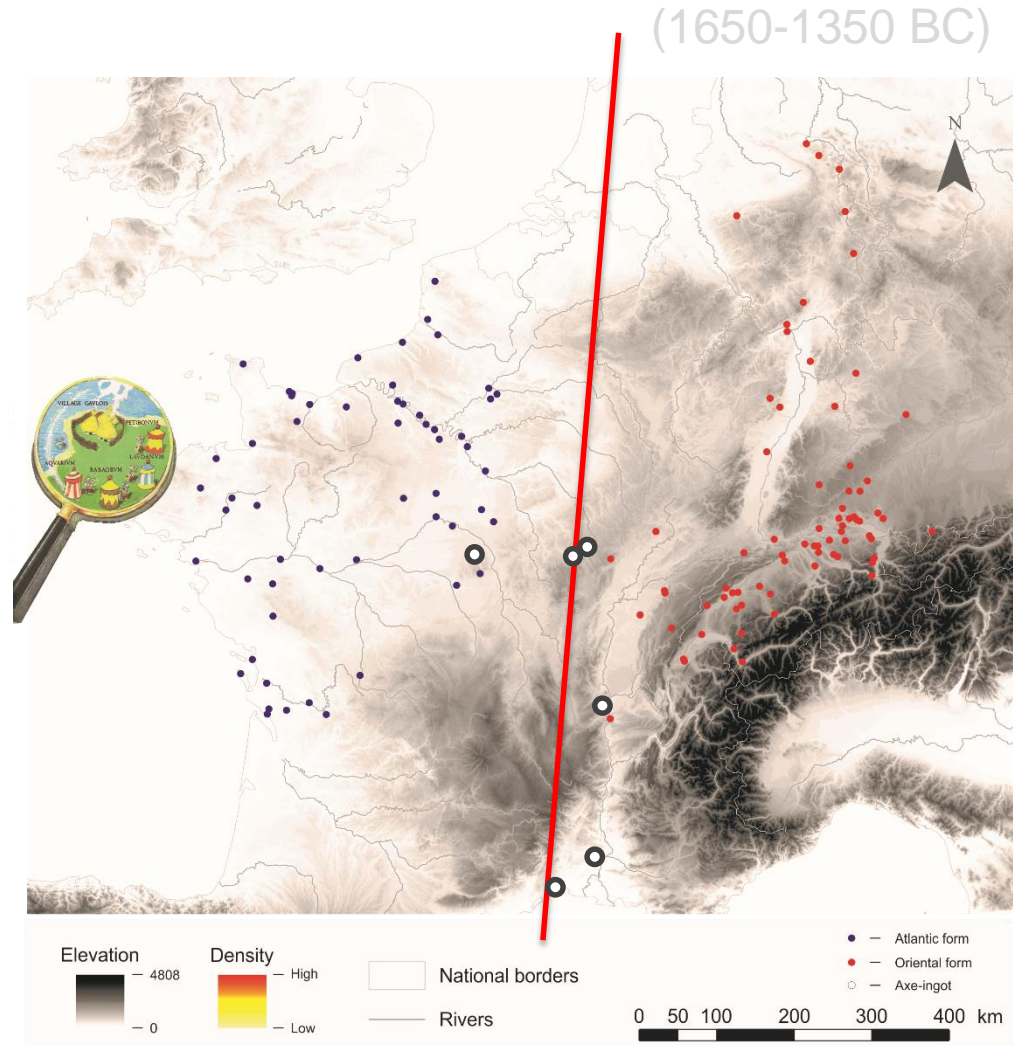 (1650-1350 BC)
N
VILLAGE GAULOIS
PETIBONVM
AQVARIVM
BABAORVM
LAVDANVM
Elevation
4808
0
Density
High
Low
National borders
Rivers
Atlantic form
Oriental form
Axe-ingot
0 50 100 200 300 400 km